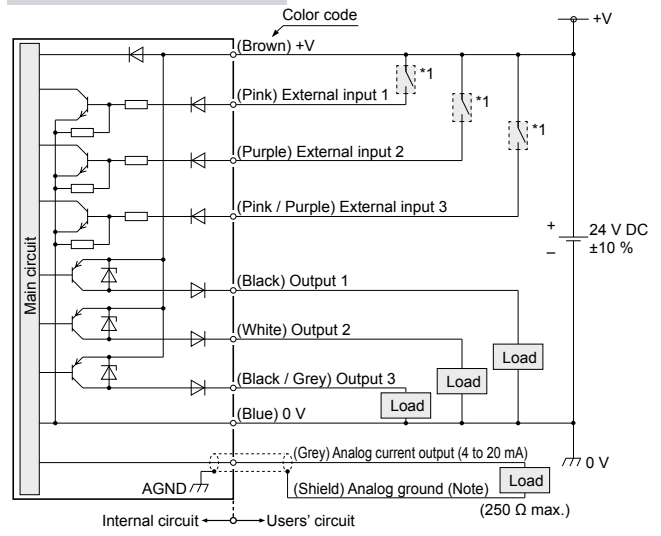 Color code
+V
(Brown) +V
*1
(Pink) External input 1
*1
(Purple) External input 2
*1
(Pink / Purple) External input 3
+
24 V DC
±10 %
–
Main circuit
(Black) Output 1
(White) Output 2
Load
Load
(Black / Grey) Output 3
Load
(Blue) 0 V
(Grey) Analog current output (4 to 20 mA)
0 V
Load
AGND
(Shield) Analog ground (Note)
(250 Ω max.)
Internal circuit
Users' circuit